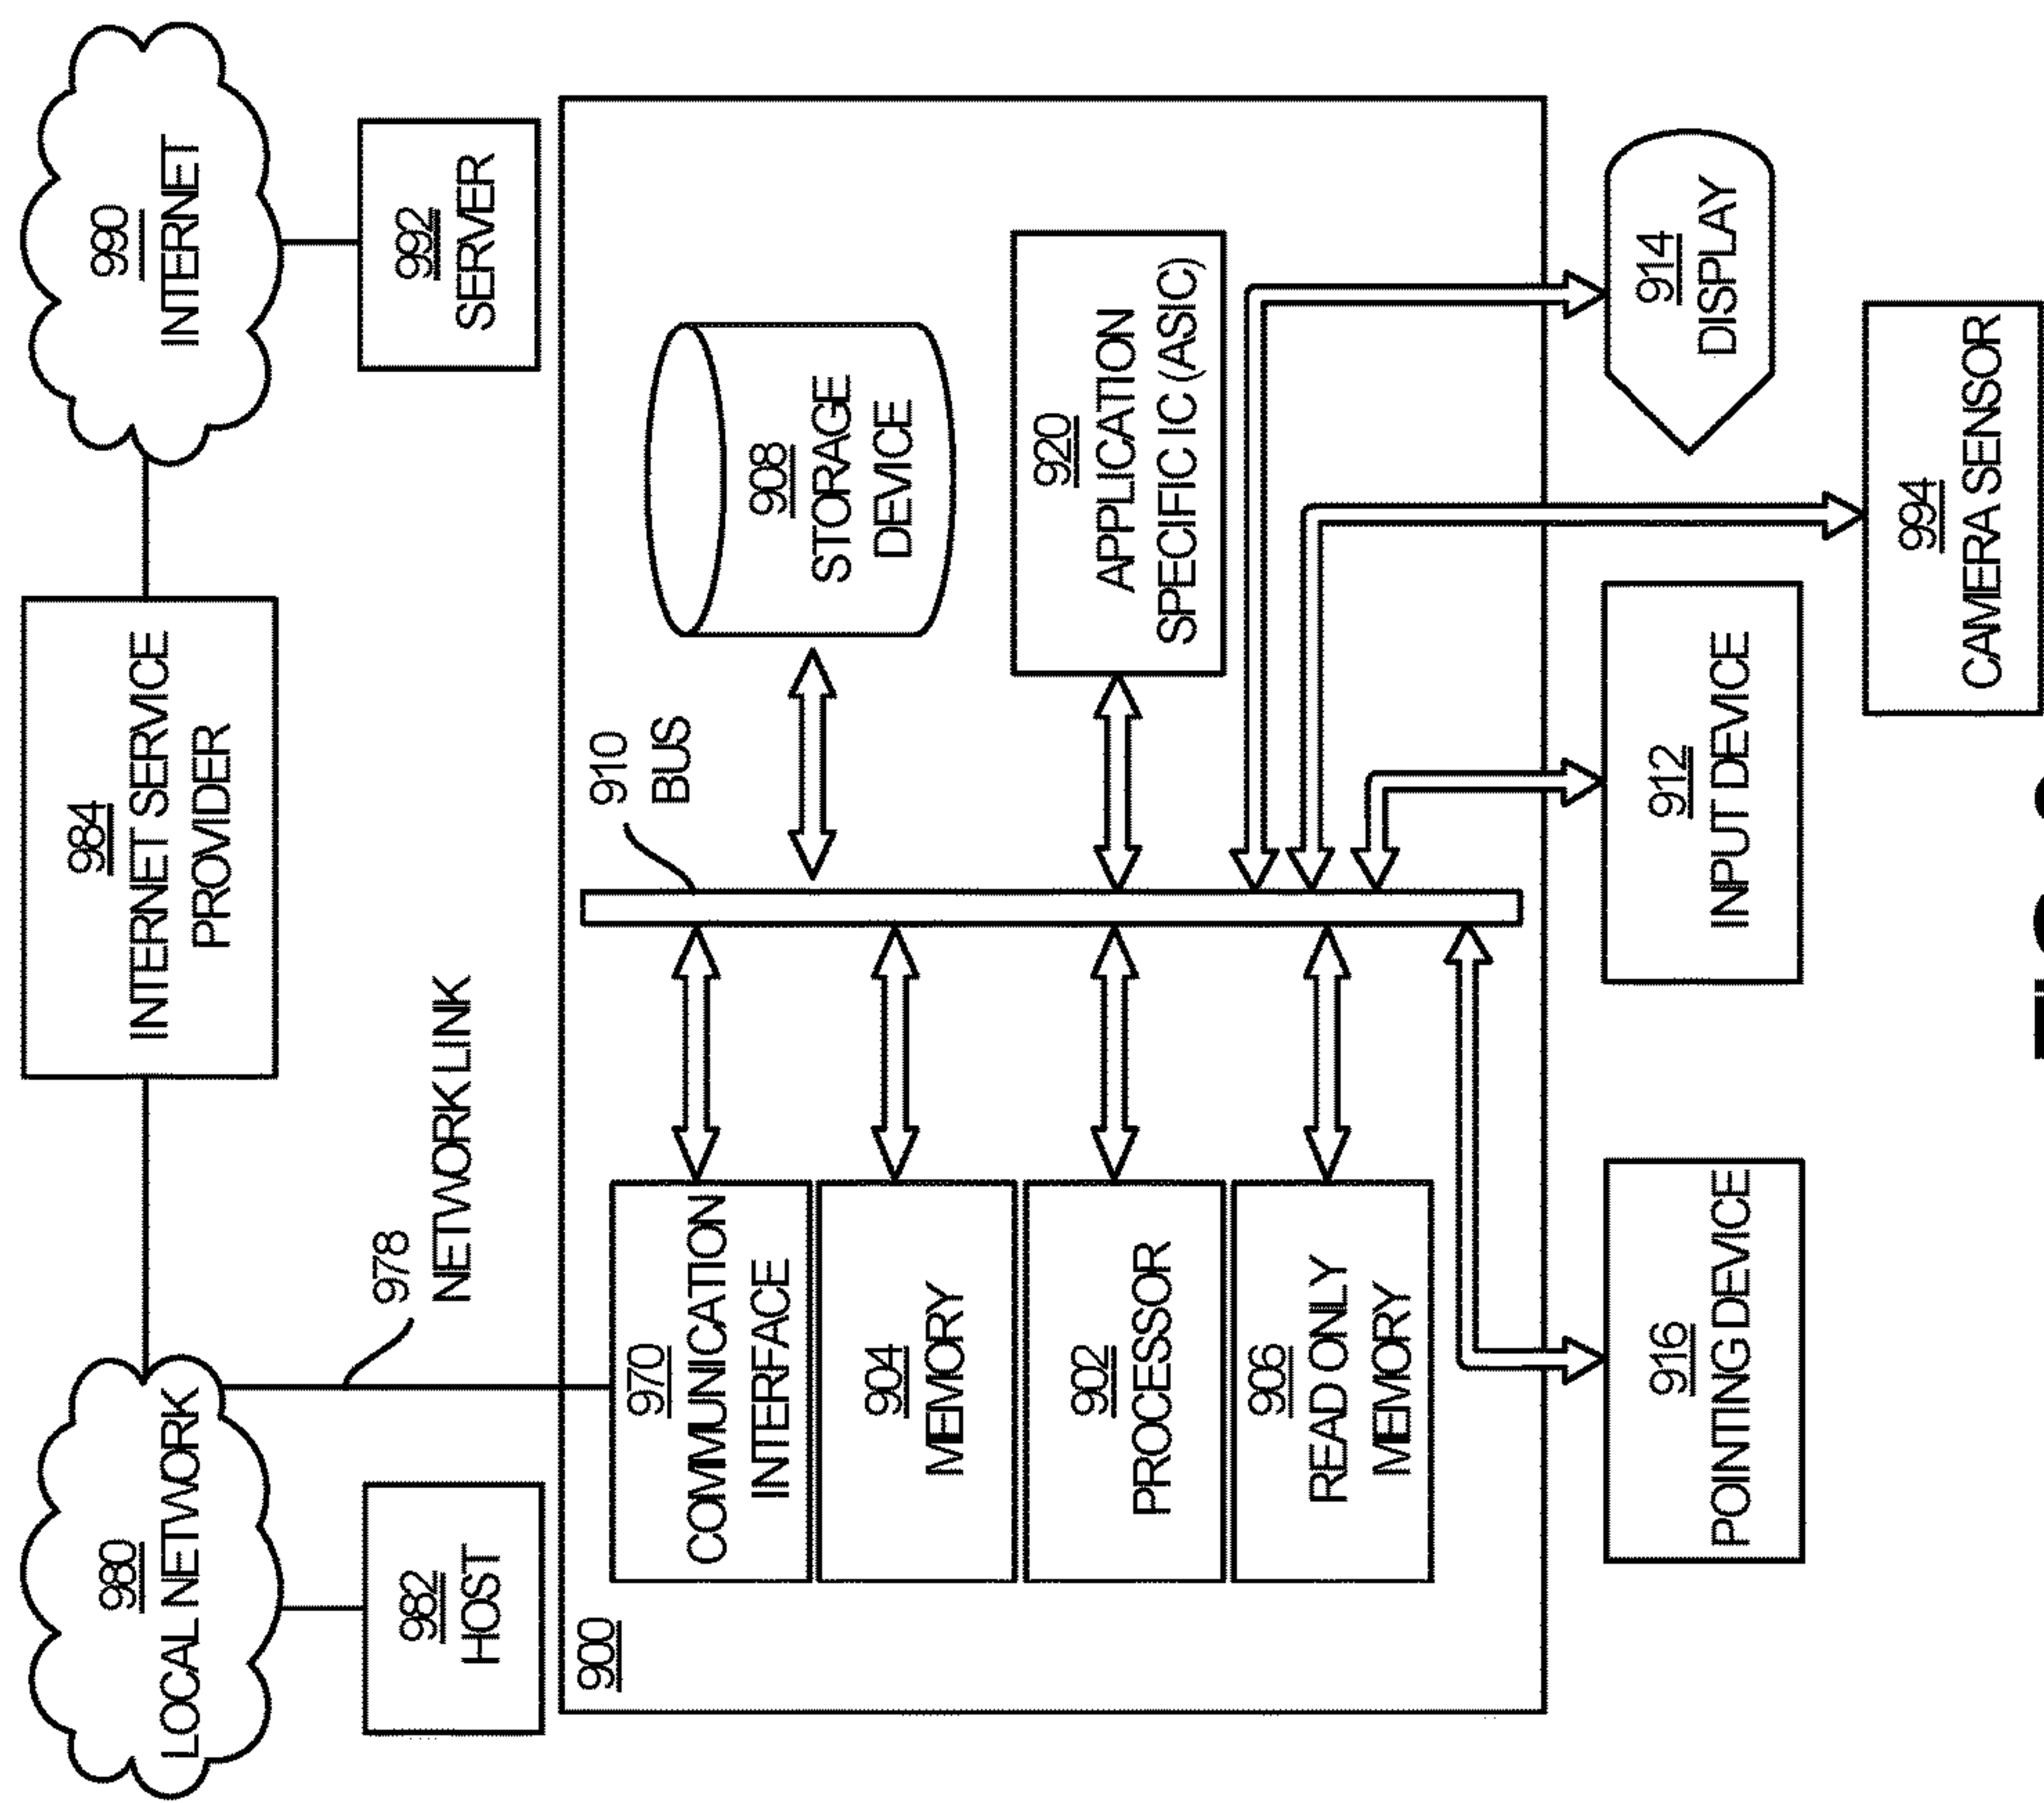 980
LOCAL NETWORK
984
INTERNET SERVICE
PROVIDER
990
INTERNET
982
HOST
978
NETWORK LINK
992
SERVER
900
910
BUS
970
COMMUNICATION
INTERFACE
904
MEMORY
902
PROCESSOR
906
READ ONLY
MEMORY
908
STORAGE
DEVICE
920
APPLICATION
SPECIFIC IC (ASIC)
916
POINTING DEVICE
912
INPUT DEVICE
914
DISPLAY
994
CAMERA SENSOR